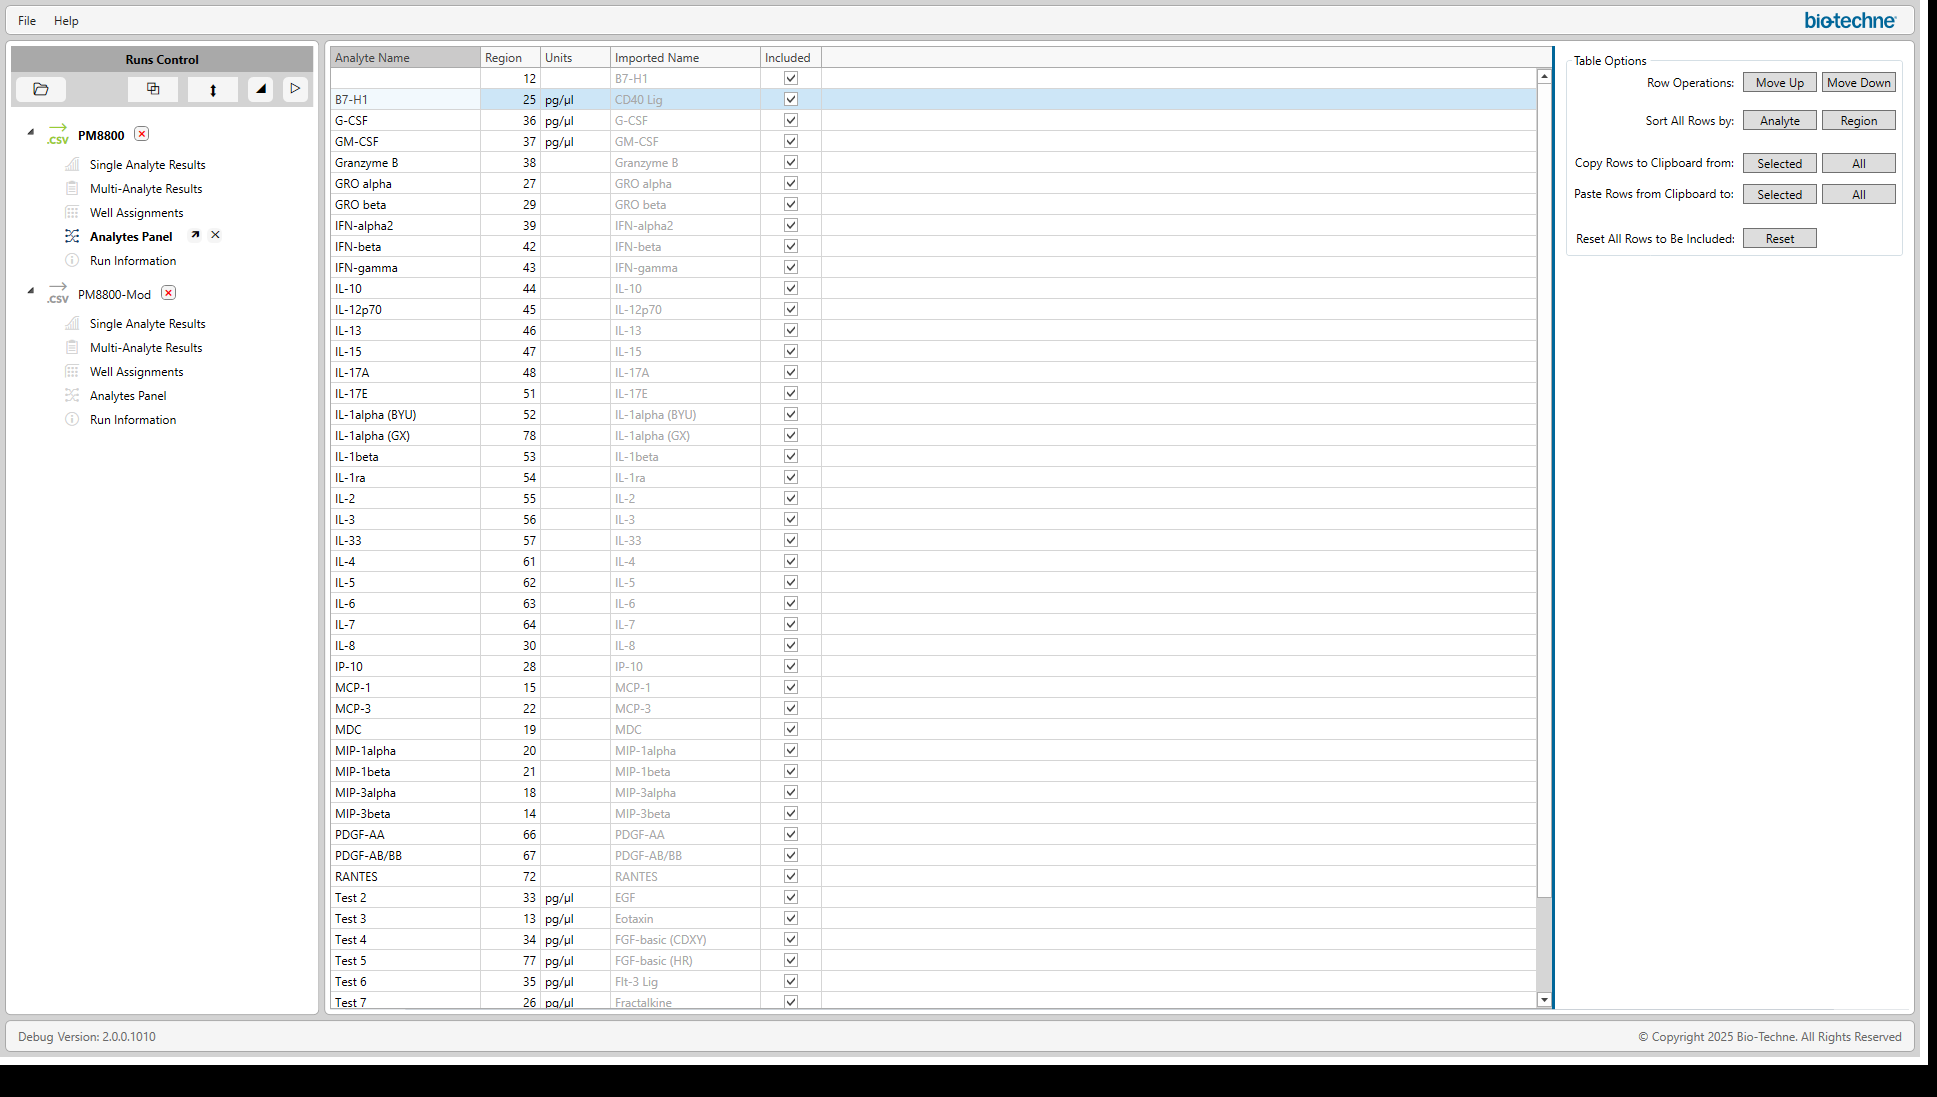 File Help
bio-techne
Runs Control
PM8800
Single Analyte Results
Multi-Analyte Results
Well Assignments
Analytes Panel
Run Information
PM8800-Mod
Single Analyte Results
Multi-Analyte Results
Well Assignments
Analytes Panel
Run Information
Analyte Name Region Units Imported Name Included
12 B7-H1
B7-H1 25 pg/µl CD40 Lig
G-CSF 36 pg/µl G-CSF
GM-CSF 37 pg/µl GM-CSF
Granzyme B 38 Granzyme B
GRO alpha 27 GRO alpha
GRO beta 29 GRO beta
IFN-alpha2 39 IFN-alpha2
IFN-beta 42 IFN-beta
IFN-gamma 43 IFN-gamma
IL-10 44 IL-10
IL-12p70 45 IL-12p70
IL-13 46 IL-13
IL-15 47 IL-15
IL-17A 48 IL-17A
IL-17E 51 IL-17E
IL-1alpha (BYU) 52 IL-1alpha (BYU)
IL-1alpha (GX) 78 IL-1alpha (GX)
IL-1beta 53 IL-1beta
IL-1ra 54 IL-1ra
IL-2 55 IL-2
IL-3 56 IL-3
IL-33 57 IL-33
IL-4 61 IL-4
IL-5 62 IL-5
IL-6 63 IL-6
IL-7 64 IL-7
IL-8 30 IL-8
IP-10 28 IP-10
MCP-1 15 MCP-1
MCP-3 22 MCP-3
MDC 19 MDC
MIP-1alpha 20 MIP-1alpha
MIP-1beta 21 MIP-1beta
MIP-3alpha 18 MIP-3alpha
MIP-3beta 14 MIP-3beta
PDGF-AA 66 PDGF-AA
PDGF-AB/BB 67 PDGF-AB/BB
RANTES 72 RANTES
Test 2 33 pg/µl EGF
Test 3 13 pg/µl Eotaxin
Test 4 34 pg/µl FGF-basic (CDXY)
Test 5 77 pg/µl FGF-basic (HR)
Test 6 35 pg/µl Flt-3 Lig
Test 7 26 pg/µl Fractalkine
Table Options
Row Operations: Move Up Move Down
Sort All Rows by: Analyte Region
Copy Rows to Clipboard from: Selected All
Paste Rows from Clipboard to: Selected All
Reset All Rows to Be Included: Reset
Debug Version: 2.0.0.1010
© Copyright 2025 Bio-Techne. All Rights Reserved